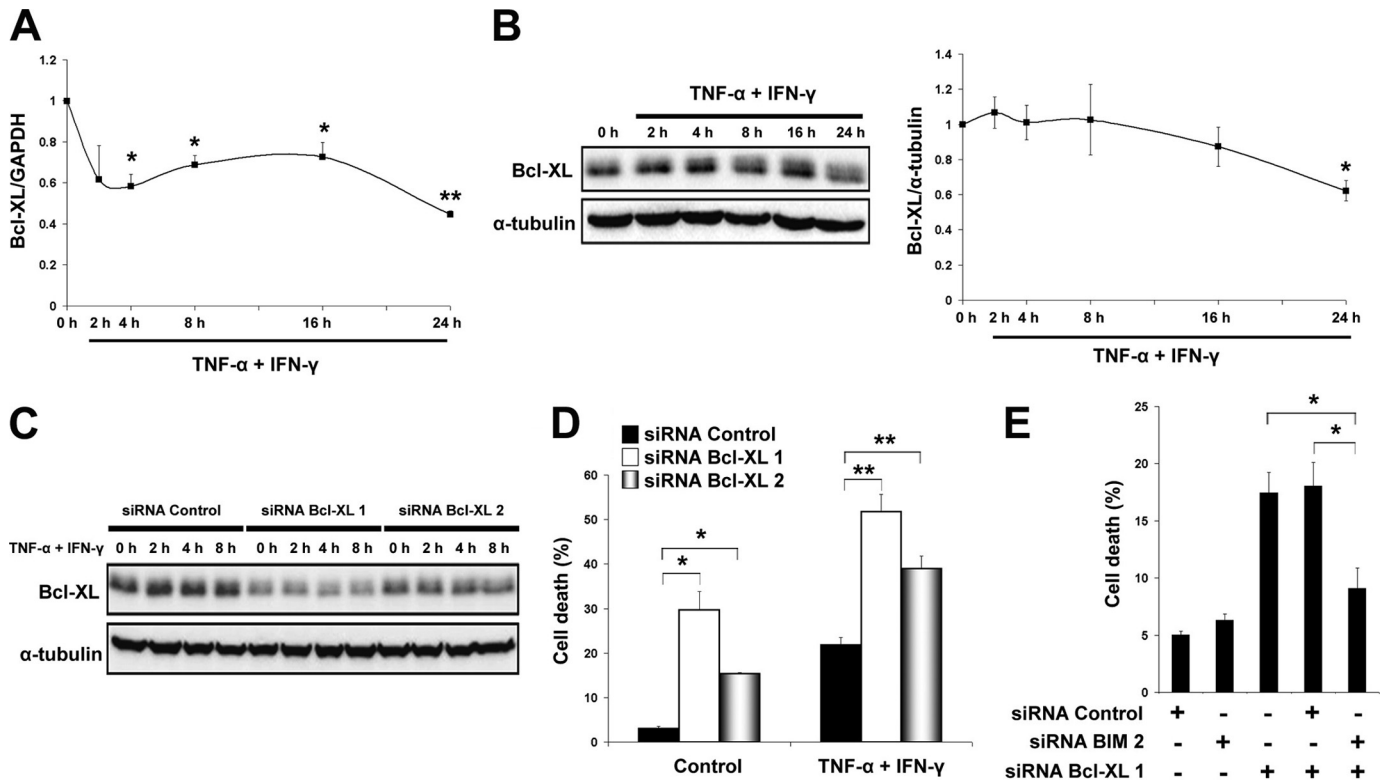 A
Bcl-XL/GAPDH
1.2
1
0.8
0.6
0.4
0.2
0
* * * **
0 h 2 h 4 h 8 h 16 h 24 h
TNF-α + IFN-γ
B
TNF-α + IFN-γ
0 h 2 h 4 h 8 h 16 h 24 h
Bcl-XL
α-tubulin
Bcl-XL/α-tubulin
1.4
1.2
1.0
0.8
0.6
0.4
0.2
0
*
0 h 2 h 4 h 8 h 16 h 24 h
TNF-α + IFN-γ
C
siRNA Control siRNA Bcl-XL 1 siRNA Bcl-XL 2
TNF-α + IFN-γ 0 h 2 h 4 h 8 h 0 h 2 h 4 h 8 h 0 h 2 h 4 h 8 h
Bcl-XL
α-tubulin
D
siRNA Control
siRNA Bcl-XL 1
siRNA Bcl-XL 2
Cell death (%)
60
50
40
30
20
10
0
* * ** **
Control TNF-α + IFN-γ
E
Cell death (%)
25
20
15
10
5
0
* *
siRNA Control + - - + -
siRNA BIM 2 - + - - +
siRNA Bcl-XL 1 - - + + +